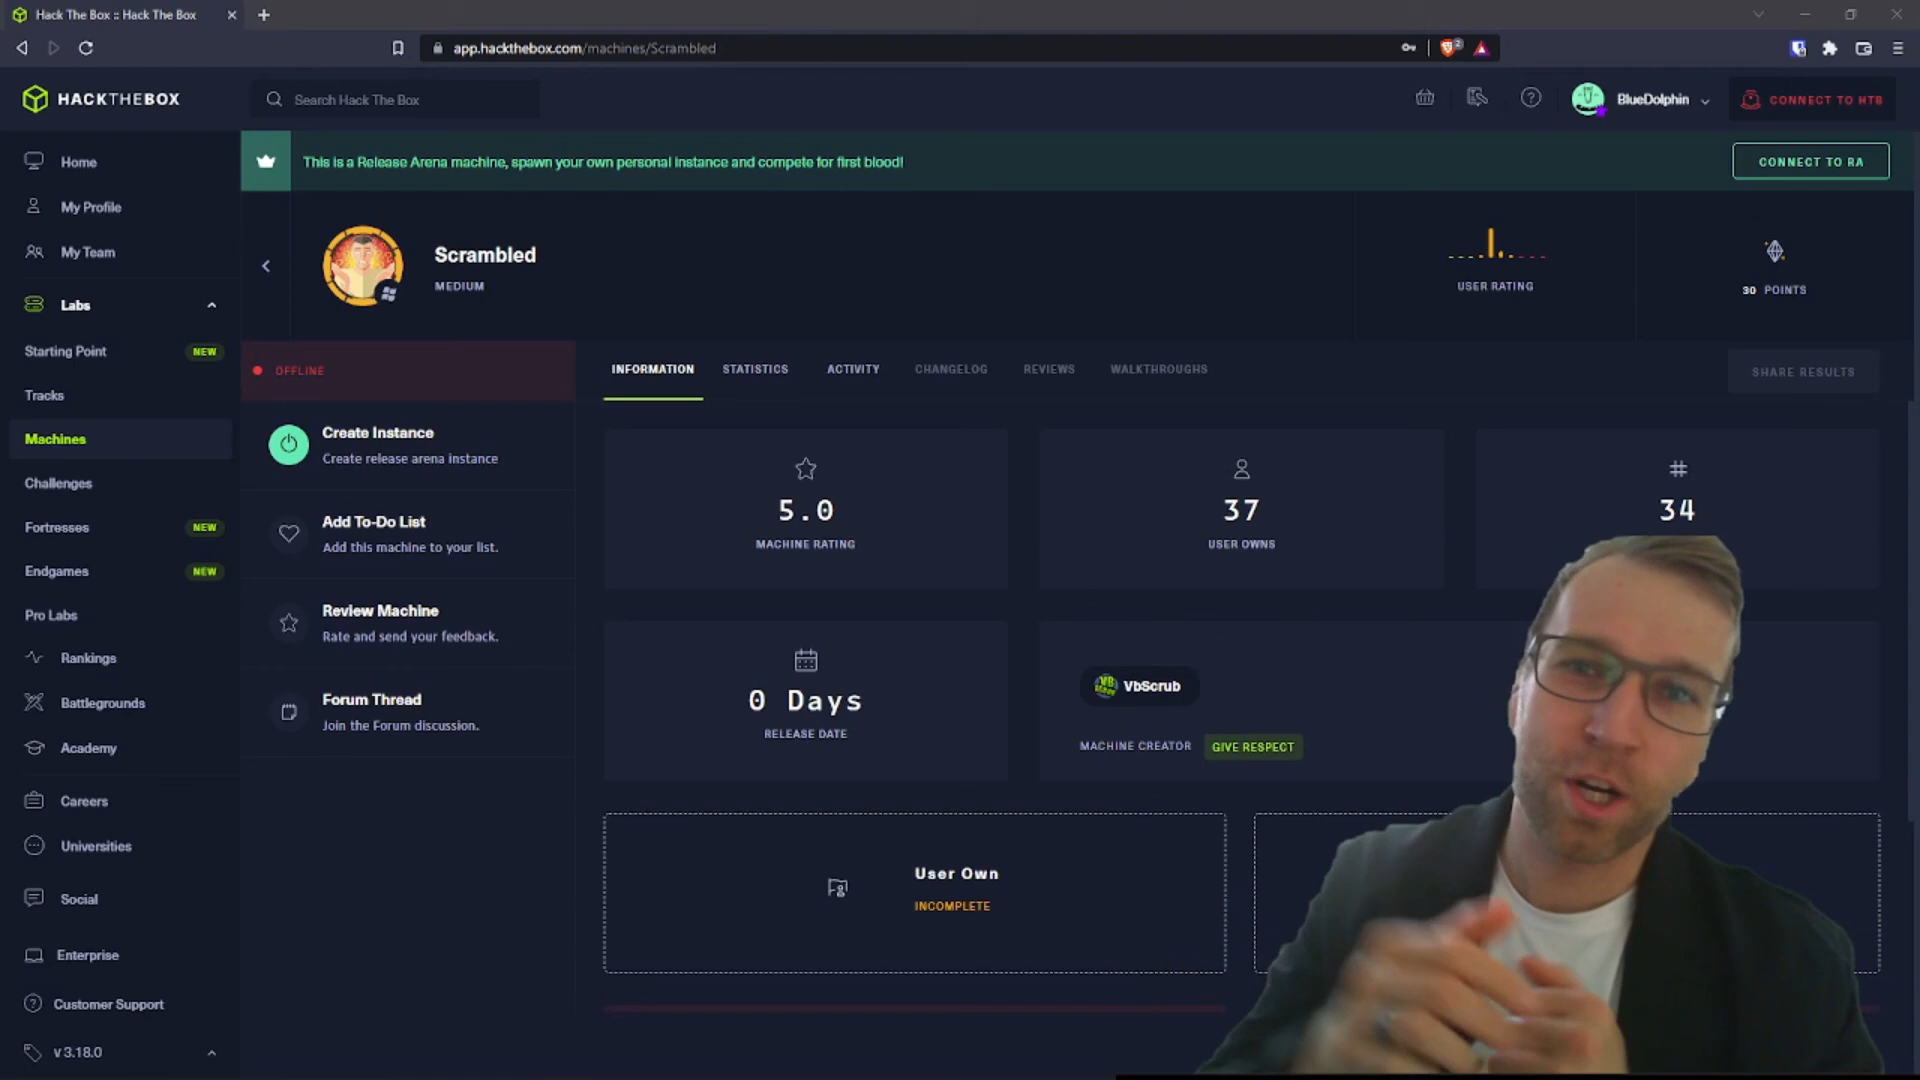 Hack The Box :: Hack The Box
app.hackthebox.com/machines/Scrambled
2
HACKTHEBOX
Search Hack The Box
BlueDolphin
CONNECT TO HTB
Home
My Profile
My Team
Labs
Starting Point NEW
Tracks
Machines
Challenges
Fortresses NEW
Endgames NEW
Pro Labs
Rankings
Battlegrounds
Academy
Careers
Universities
Social
Enterprise
Customer Support
v 3.18.0
This is a Release Arena machine, spawn your own personal instance and compete for first blood!
CONNECT TO RA
Scrambled
MEDIUM
USER RATING
30 POINTS
OFFLINE
Create Instance
Create release arena instance
Add To-Do List
Add this machine to your list.
Review Machine
Rate and send your feedback.
Forum Thread
Join the Forum discussion.
INFORMATION STATISTICS ACTIVITY CHANGELOG REVIEWS WALKTHROUGHS
SHARE RESULTS
5.0
MACHINE RATING
37
USER OWNS
34
0 Days
RELEASE DATE
VbScrub
MACHINE CREATOR GIVE RESPECT
User Own
INCOMPLETE